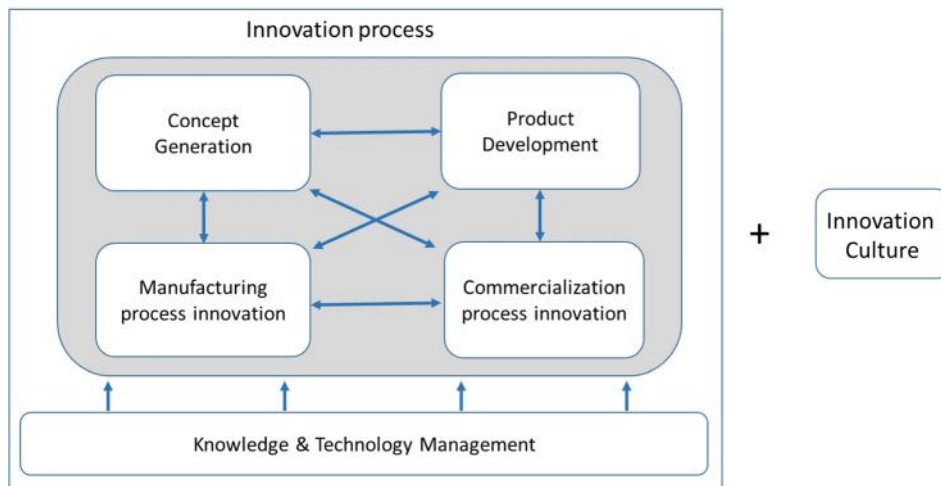 Innovation process
Concept
Generation
Product
Development
Manufacturing
process innovation
Commercialization
process innovation
Knowledge & Technology Management
+
Innovation
Culture